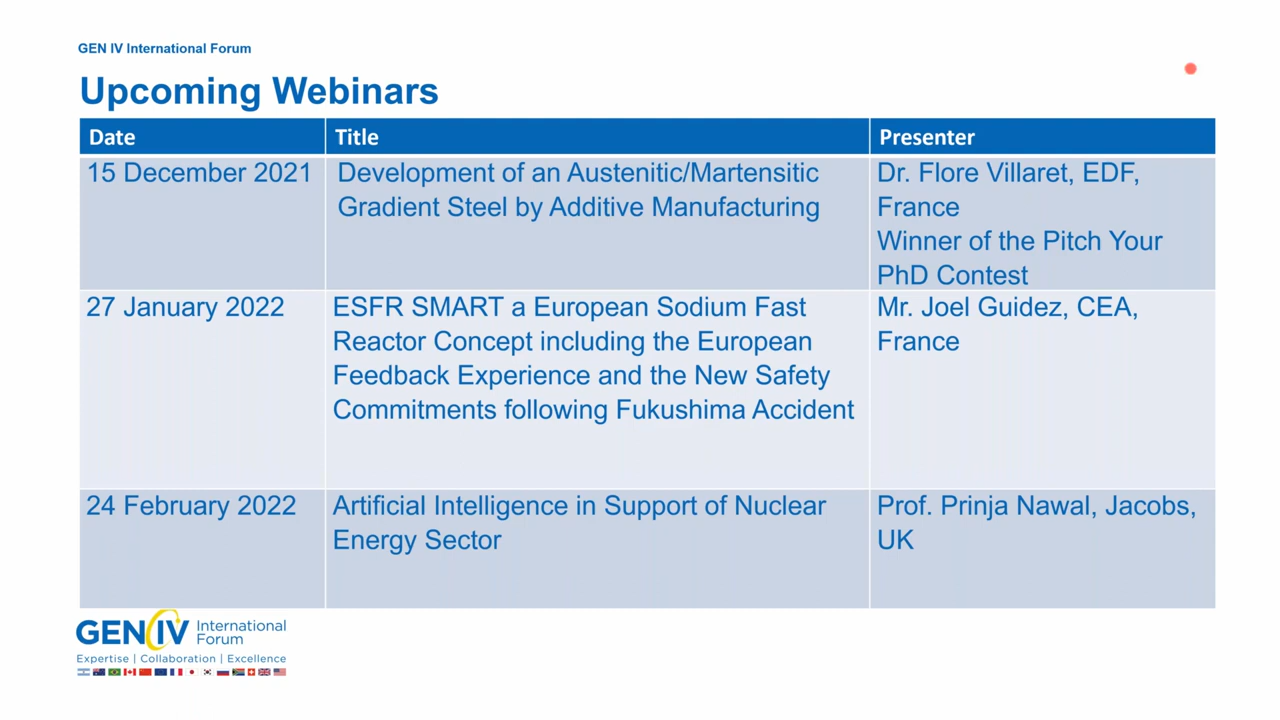 GEN IV International Forum
Upcoming Webinars
Date
Title
Presenter
15 December 2021
Development of an Austenitic/Martensitic
Gradient Steel by Additive Manufacturing
Dr. Flore Villaret, EDF,
France
Winner of the Pitch Your
PhD Contest
27 January 2022
ESFR SMART a European Sodium Fast
Reactor Concept including the European
Feedback Experience and the New Safety
Commitments following Fukushima Accident
Mr. Joel Guidez, CEA,
France
24 February 2022
Artificial Intelligence in Support of Nuclear
Energy Sector
Prof. Prinja Nawal, Jacobs,
UK
GEN IV International
Forum
Expertise | Collaboration | Excellence